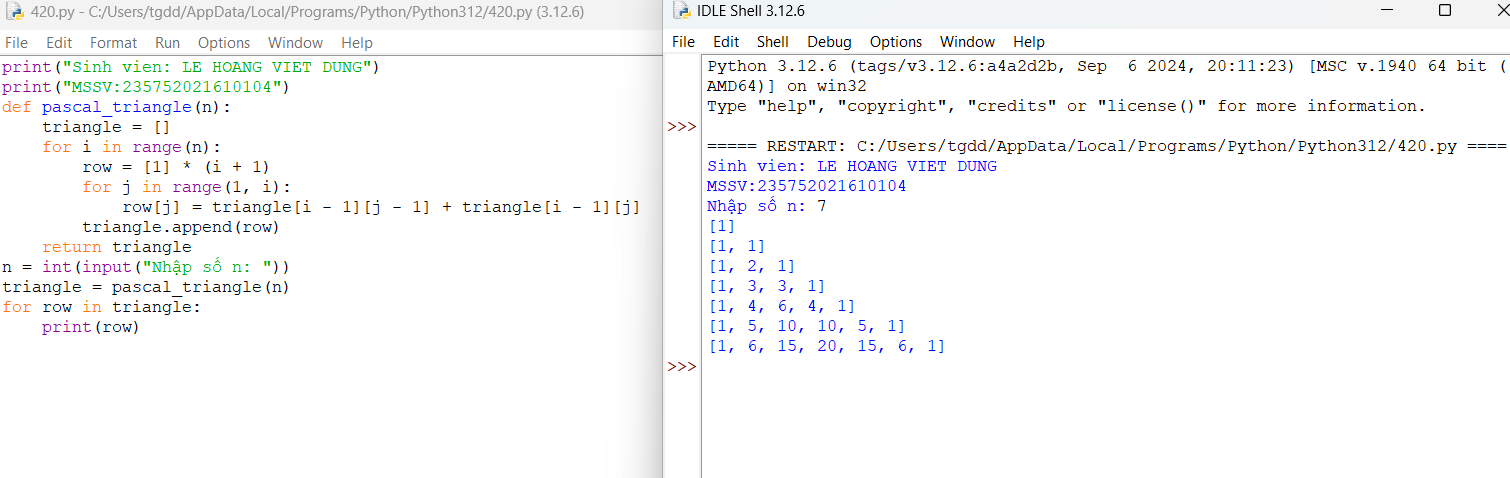 420.py - C:/Users/tgdd/AppData/Local/Programs/Python/Python312/420.py (3.12.6)
File Edit Format Run Options Window Help
print("Sinh vien: LE HOANG VIET DUNG")
print("MSSV:235752021610104")
def pascal_triangle(n):
    triangle = []
    for i in range(n):
        row = [1] * (i + 1)
        for j in range(1, i):
            row[j] = triangle[i - 1][j - 1] + triangle[i - 1][j]
        triangle.append(row)
    return triangle
n = int(input("Nhập số n: "))
triangle = pascal_triangle(n)
for row in triangle:
    print(row)
IDLE Shell 3.12.6
File Edit Shell Debug Options Window Help
Python 3.12.6 (tags/v3.12.6:a4a2d2b, Sep  6 2024, 20:11:23) [MSC v.1940 64 bit (
AMD64)] on win32
Type "help", "copyright", "credits" or "license()" for more information.
>>>
===== RESTART: C:/Users/tgdd/AppData/Local/Programs/Python/Python312/420.py ====
Sinh vien: LE HOANG VIET DUNG
MSSV:235752021610104
Nhập số n: 7
[1]
[1, 1]
[1, 2, 1]
[1, 3, 3, 1]
[1, 4, 6, 4, 1]
[1, 5, 10, 10, 5, 1]
[1, 6, 15, 20, 15, 6, 1]
>>>